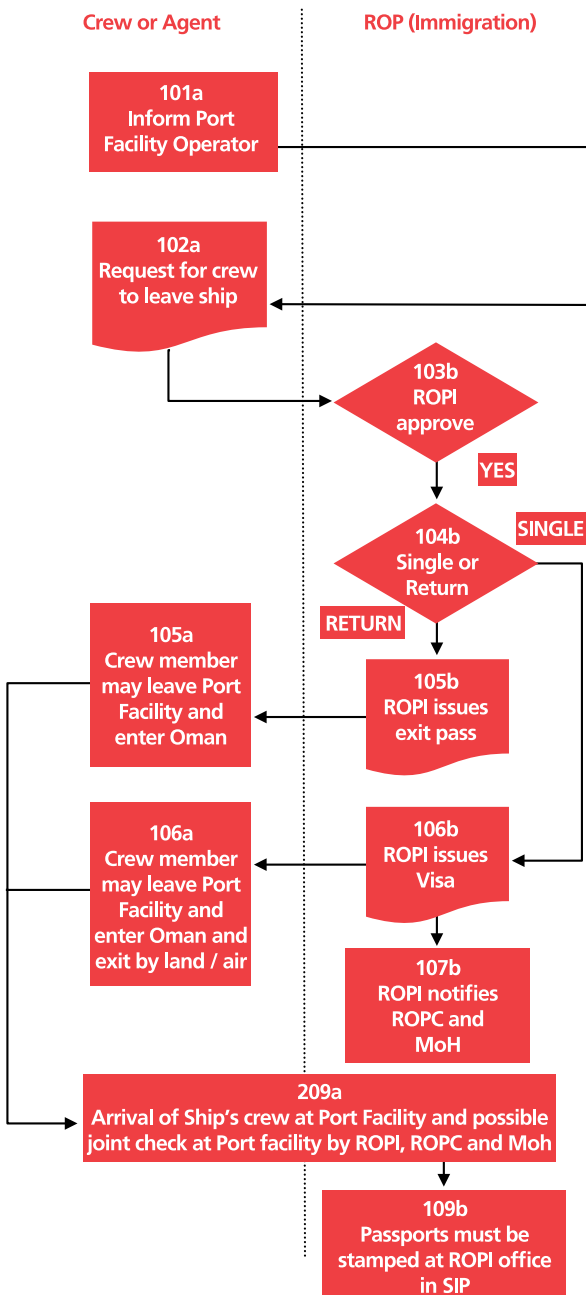 Crew or Agent
ROP (Immigration)
101a
Inform Port
Facility Operator
102a
Request for crew
to leave ship
103b
ROPI
approve
YES
104b
Single or
Return
SINGLE
RETURN
105a
Crew member
may leave Port
Facility and
enter Oman
105b
ROPI issues
exit pass
106a
Crew member
may leave Port
Facility and
enter Oman and
exit by land / air
106b
ROPI issues
Visa
107b
ROPI notifies
ROPC and
MoH
209a
Arrival of Ship's crew at Port Facility and possible
joint check at Port facility by ROPI, ROPC and Moh
109b
Passports must be
stamped at ROPI office
in SIP